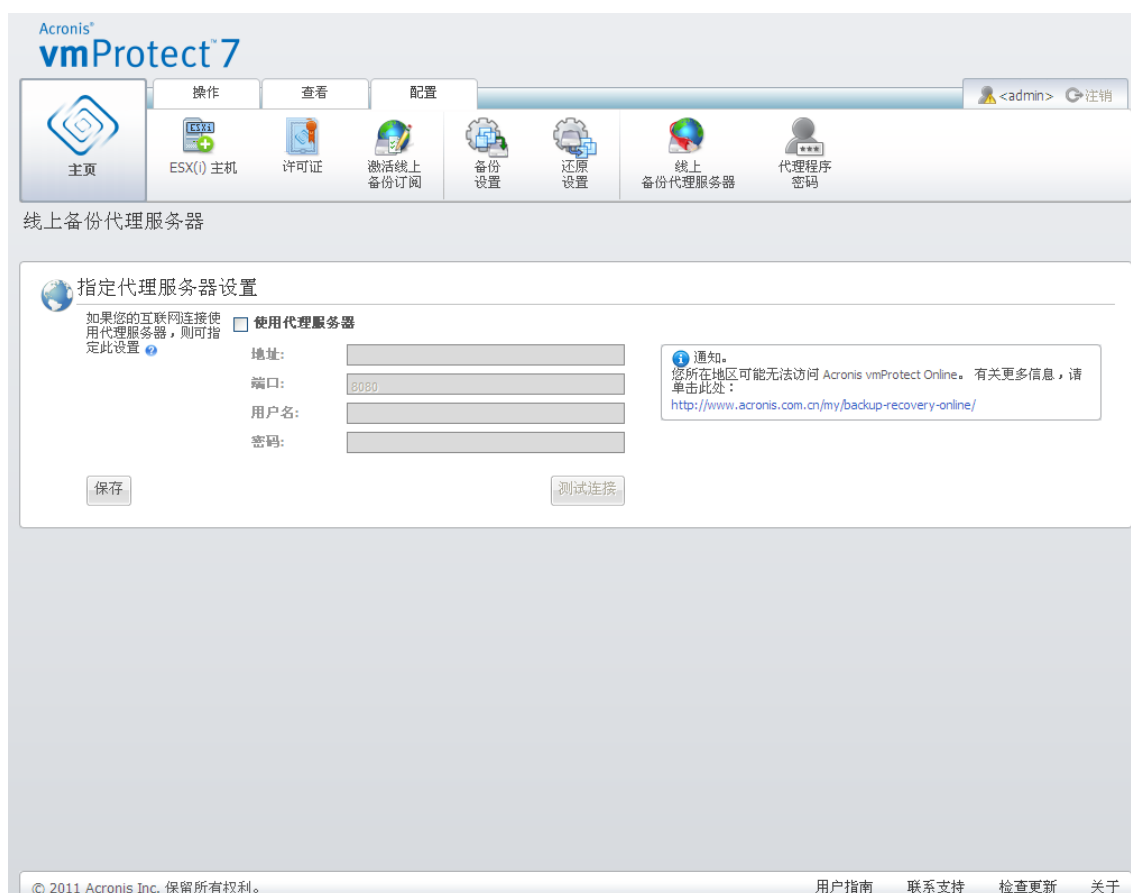 Acronis®
vmProtect™ 7
操作
查看
配置
<admin>
注销
主页
ESX(i) 主机
许可证
激活线上
备份订阅
备份
设置
还原
设置
线上
备份代理服务器
代理程序
密码
线上备份代理服务器
指定代理服务器设置
如果您的互联网连接使
用代理服务器，则可指
定此设置
使用代理服务器
地址:
端口:
8080
用户名:
密码:
通知。
您所在地区可能无法访问 Acronis vmProtect Online。 有关更多信息，请
单击此处：
http://www.acronis.com.cn/my/backup-recovery-online/
保存
测试连接
© 2011 Acronis Inc. 保留所有权利。
用户指南
联系支持
检查更新
关于